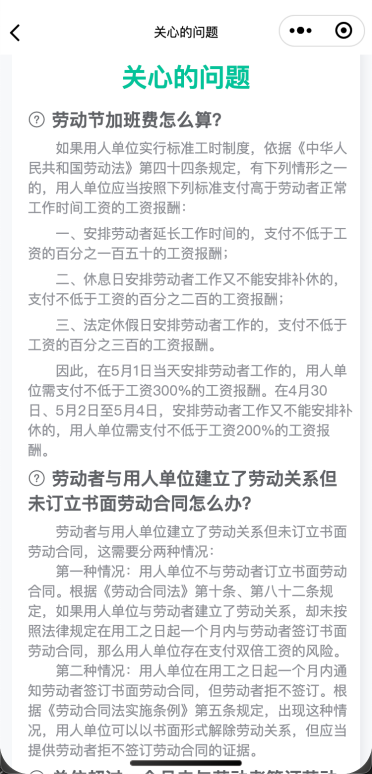 关心的问题
关心的问题
劳动节加班费怎么算？
如果用人单位实行标准工时制度，依据《中华人
民共和国劳动法》第四十四条规定，有下列情形之一
的，用人单位应当按照下列标准支付高于劳动者正常
工作时间工资的工资报酬：
一、安排劳动者延长工作时间的，支付不低于工
资的百分之一百五十的工资报酬；
二、休息日安排劳动者工作又不能安排补休的，
支付不低于工资的百分之二百的工资报酬；
三、法定休假日安排劳动者工作的，支付不低于
工资的百分之三百的工资报酬。
因此，在5月1日当天安排劳动者工作的，用人单
位需支付不低于工资300%的工资报酬。在4月30
日、5月2日至5月4日，安排劳动者工作又不能安排补
休的，用人单位需支付不低于工资200%的工资报
酬。
劳动者与用人单位建立了劳动关系但
未订立书面劳动合同怎么办？
劳动者与用人单位建立了劳动关系但未订立书面
劳动合同，这需要分两种情况：
第一种情况：用人单位不与劳动者订立书面劳动
合同。根据《劳动合同法》第十条、第八十二条规
定，如果用人单位与劳动者建立了劳动关系，却未按
照法律规定在用工之日起一个月内与劳动者签订书面
劳动合同，那么用人单位存在支付双倍工资的风险。
第二种情况：用人单位在用工之日起一个月内通
知劳动者签订书面劳动合同，但劳动者拒不签订。根
据《劳动合同法实施条例》第五条规定，出现这种情
况，用人单位可以以书面形式解除劳动关系，但应当
提供劳动者拒不签订劳动合同的证据。